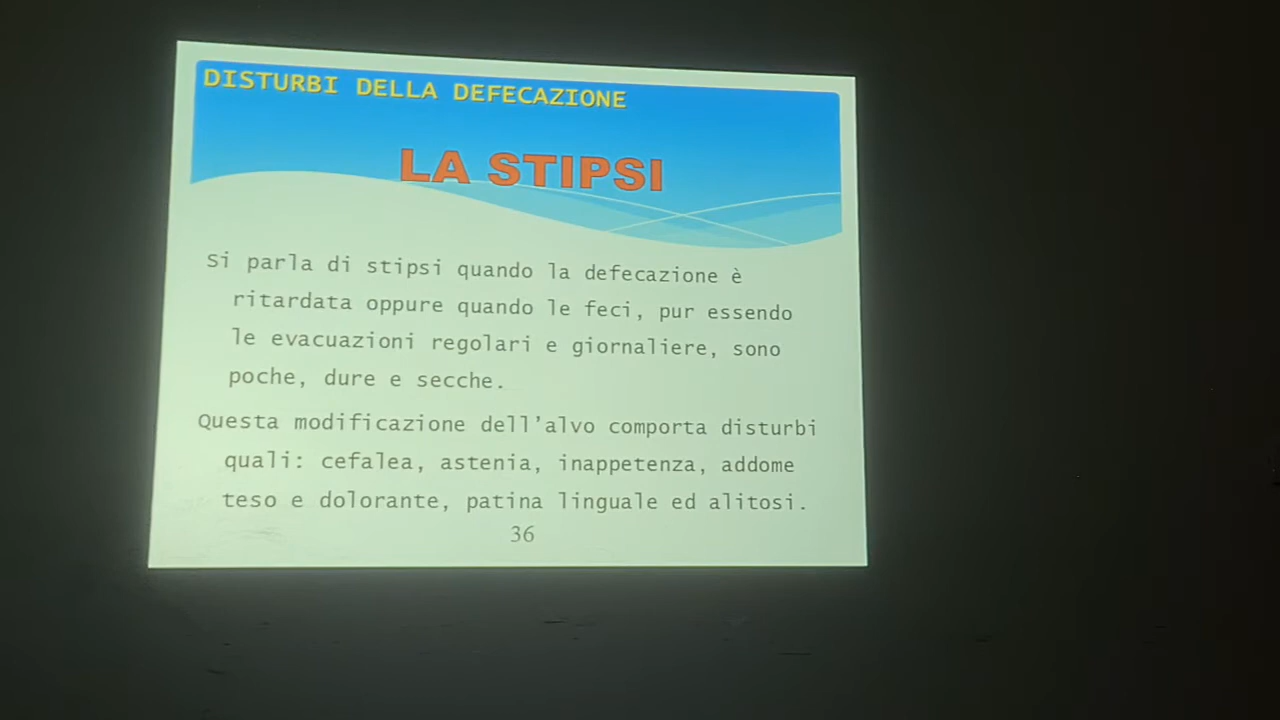 DISTURBI DELLA DEFECAZIONE
LA STIPSI
Si parla di stipsi quando la defecazione è
ritardata oppure quando le feci, pur essendo
le evacuazioni regolari e giornaliere, sono
poche, dure e secche.
Questa modificazione dell'alvo comporta disturbi
quali: cefalea, astenia, inappetenza, addome
teso e dolorante, patina linguale ed alitosi.
36